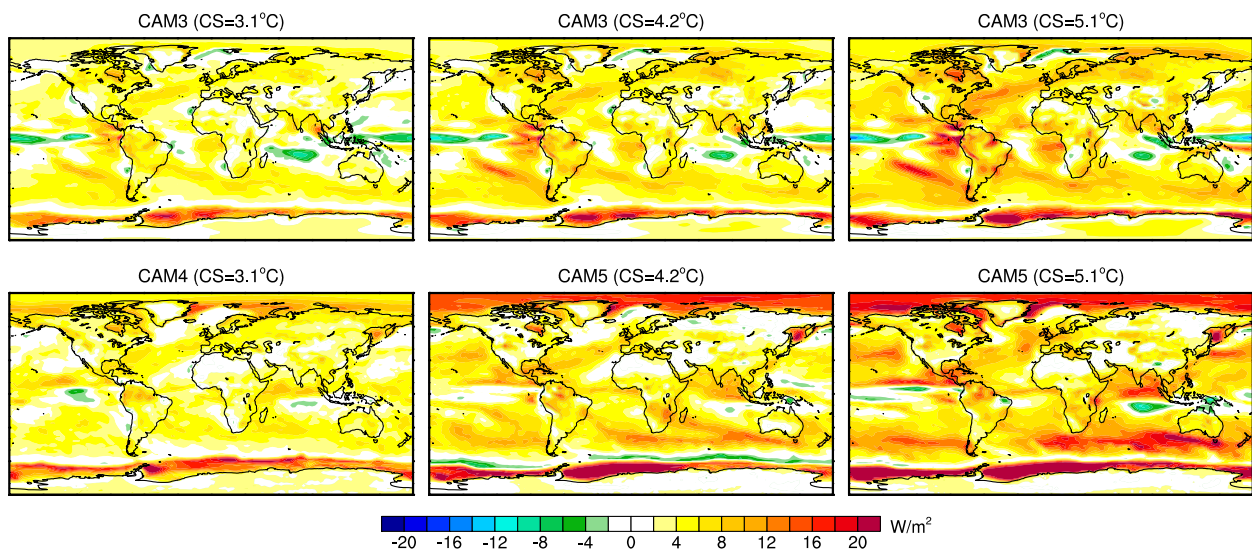 CAM3 (CS=3.1°C) CAM3 (CS=4.2°C) CAM3 (CS=5.1°C)
CAM4 (CS=3.1°C) CAM5 (CS=4.2°C) CAM5 (CS=5.1°C)
W/m²
-20 -16 -12 -8 -4 0 4 8 12 16 20